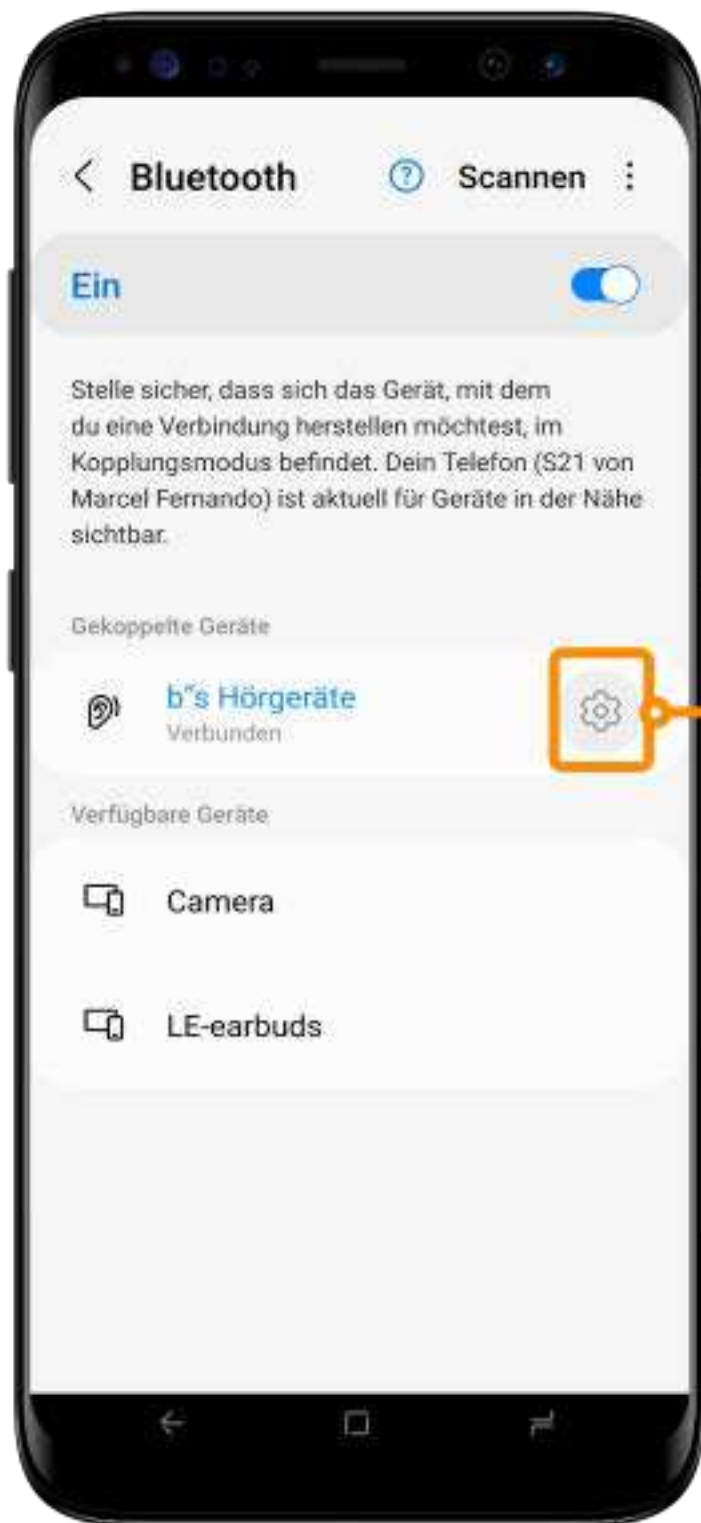 Bluetooth
Scannen
Ein
Stelle sicher, dass sich das Gerät, mit dem
du eine Verbindung herstellen möchtest, im
Kopplungsmodus befindet. Dein Telefon (S21 von
Marcel Fernando) ist aktuell für Geräte in der Nähe
sichtbar.
Gekoppelte Geräte
b"s Hörgeräte
Verbunden
Verfügbare Geräte
Camera
LE-earbuds